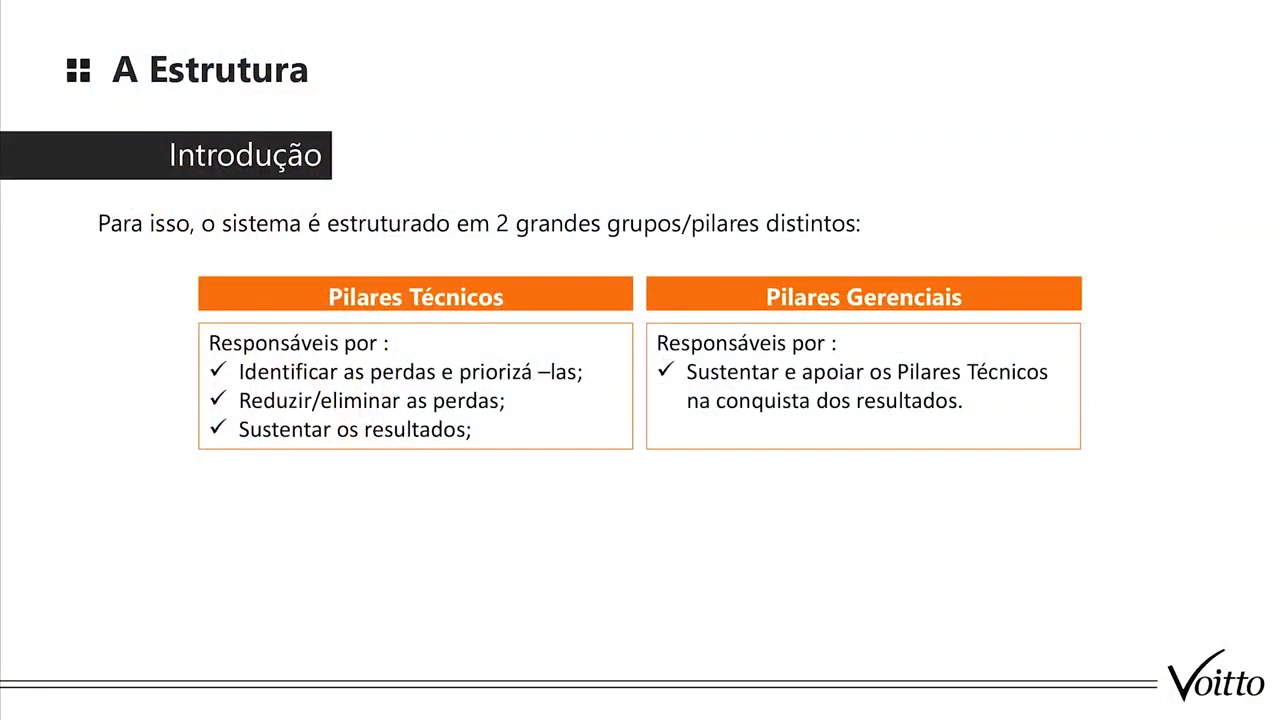 A Estrutura
Introdução
Para isso, o sistema é estruturado em 2 grandes grupos/pilares distintos:
Pilares Técnicos
Responsáveis por :
✓ Identificar as perdas e priorizá –las;
✓ Reduzir/eliminar as perdas;
✓ Sustentar os resultados;
Pilares Gerenciais
Responsáveis por :
✓ Sustentar e apoiar os Pilares Técnicos
na conquista dos resultados.
Voitto